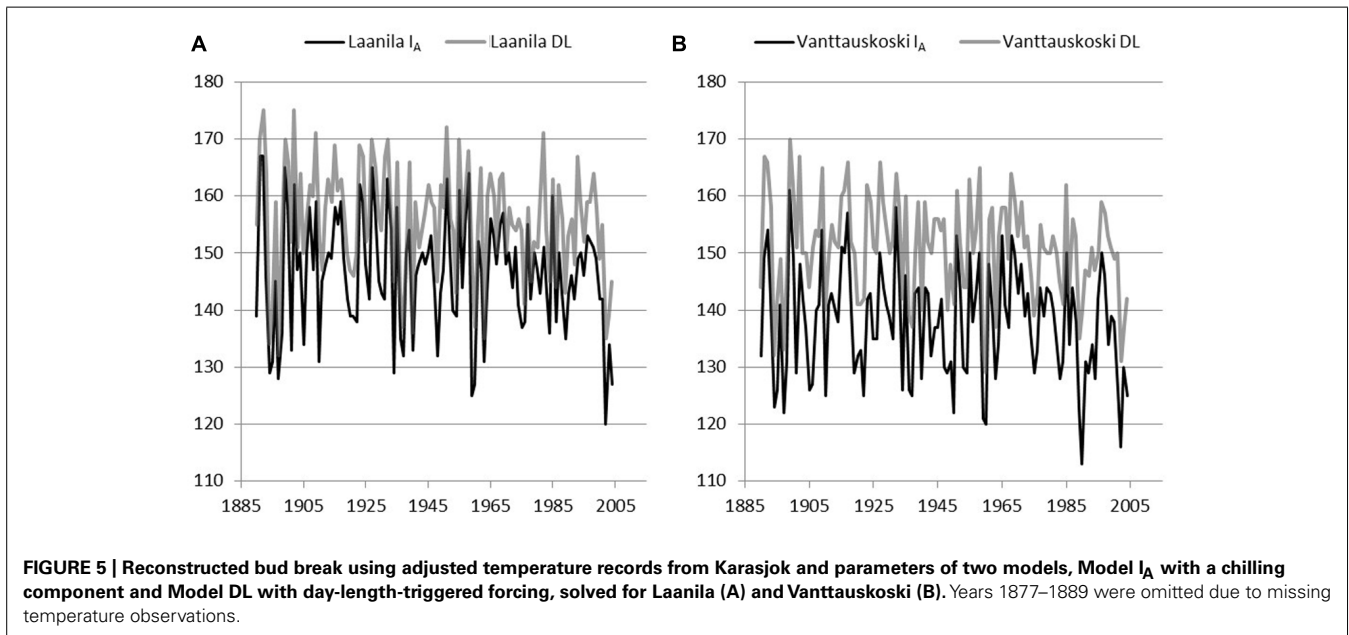 A
Laanila I_A Laanila DL
180
170
160
150
140
130
120
110
1885 1905 1925 1945 1965 1985 2005
B
Vanttauskoski I_A Vanttauskoski DL
180
170
160
150
140
130
120
110
1885 1905 1925 1945 1965 1985 2005
FIGURE 5 | Reconstructed bud break using adjusted temperature records from Karasjok and parameters of two models, Model I_A with a chilling
component and Model DL with day-length-triggered forcing, solved for Laanila (A) and Vanttauskoski (B). Years 1877–1889 were omitted due to missing
temperature observations.